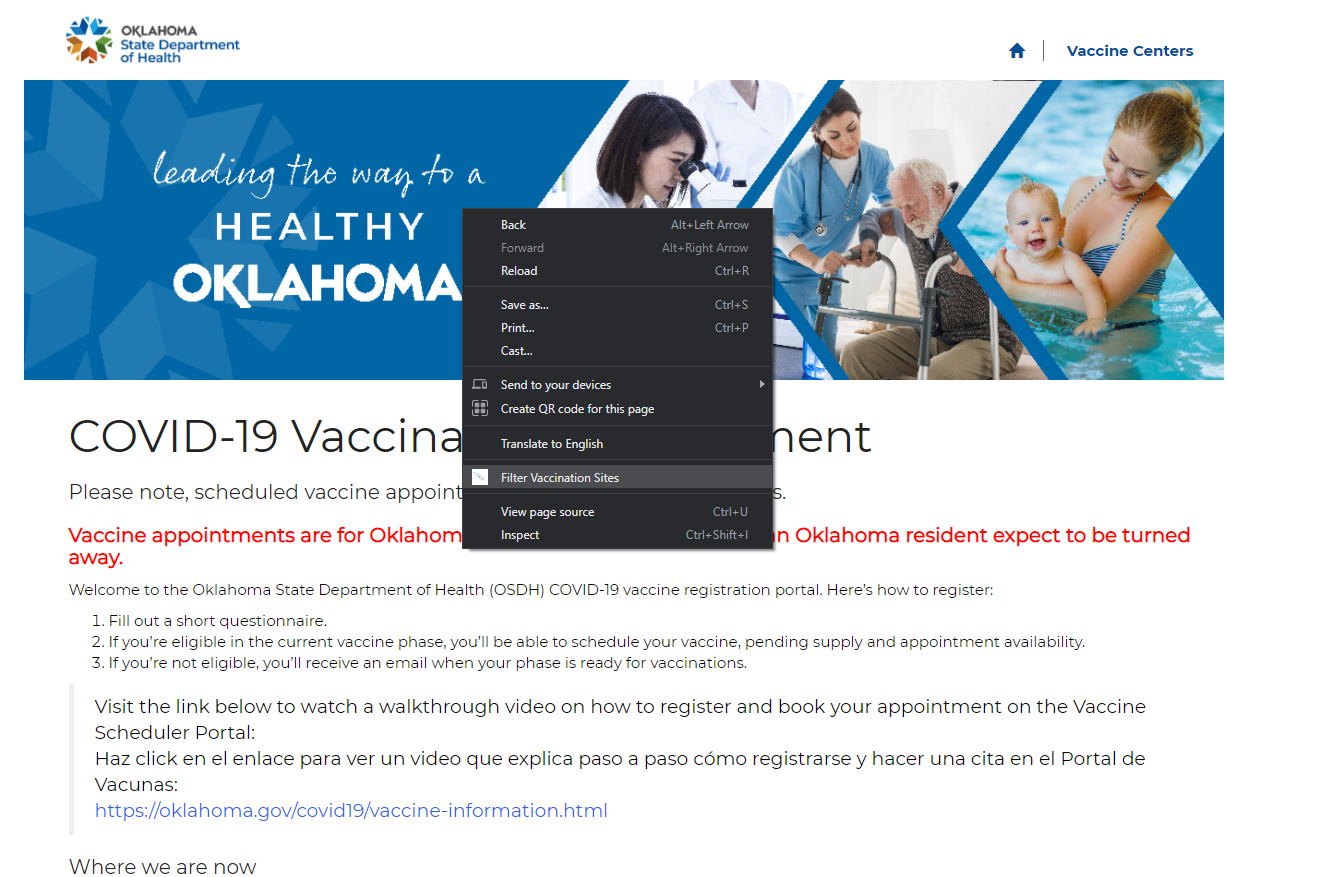 OKLAHOMA
State Department
of Health
Vaccine Centers
leading the way to a
HEALTHY
OKLAHOMA
Back Alt+Left Arrow
Forward Alt+Right Arrow
Reload Ctrl+R
Save as... Ctrl+S
Print... Ctrl+P
Cast...
Send to your devices
Create QR code for this page
Translate to English
Filter Vaccination Sites
View page source Ctrl+U
Inspect Ctrl+Shift+I
COVID-19
Please note, scheduled vaccine
Vaccine appointments are for Oklahoma resident expect to be turned
away.
Welcome to the Oklahoma State Department of Health (OSDH) COVID-19 vaccine registration portal. Here's how to register:
1. Fill out a short questionnaire.
2. If you're eligible in the current vaccine phase, you'll be able to schedule your vaccine, pending supply and appointment availability.
3. If you're not eligible, you'll receive an email when your phase is ready for vaccinations.
Visit the link below to watch a walkthrough video on how to register and book your appointment on the Vaccine
Scheduler Portal:
Haz click en el enlace para ver un video que explica paso a paso cómo registrarse y hacer una cita en el Portal de
Vacunas:
https://oklahoma.gov/covid19/vaccine-information.html
Where we are now